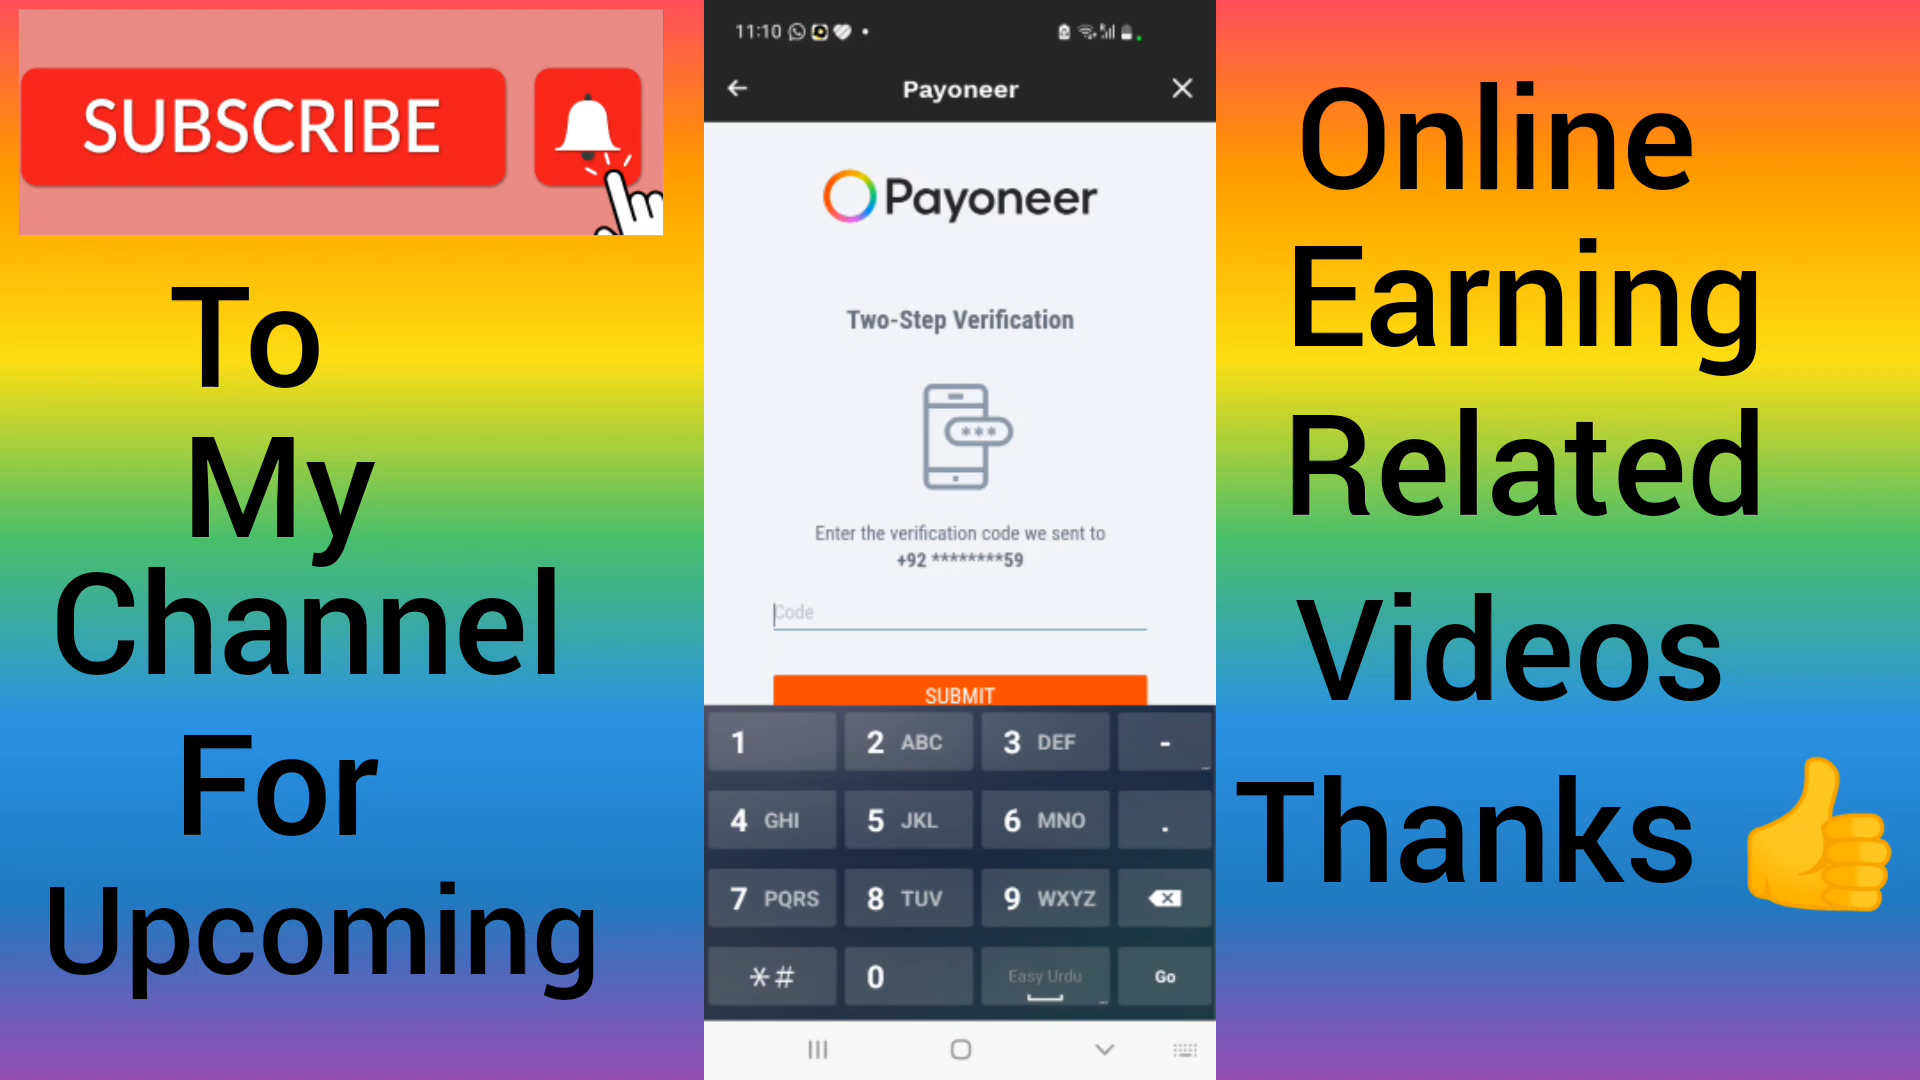 SUBSCRIBE
To
My
Channel
For
Upcoming
11:10
Payoneer
Payoneer
Two-Step Verification
***
Enter the verification code we sent to
+92 ********59
Code
SUBMIT
1
2 ABC
3 DEF
-
4 GHI
5 JKL
6 MNO
.
7 PQRS
8 TUV
9 WXYZ
*#
0
Easy Urdu
Go
Online
Earning
Related
Videos
Thanks 👍